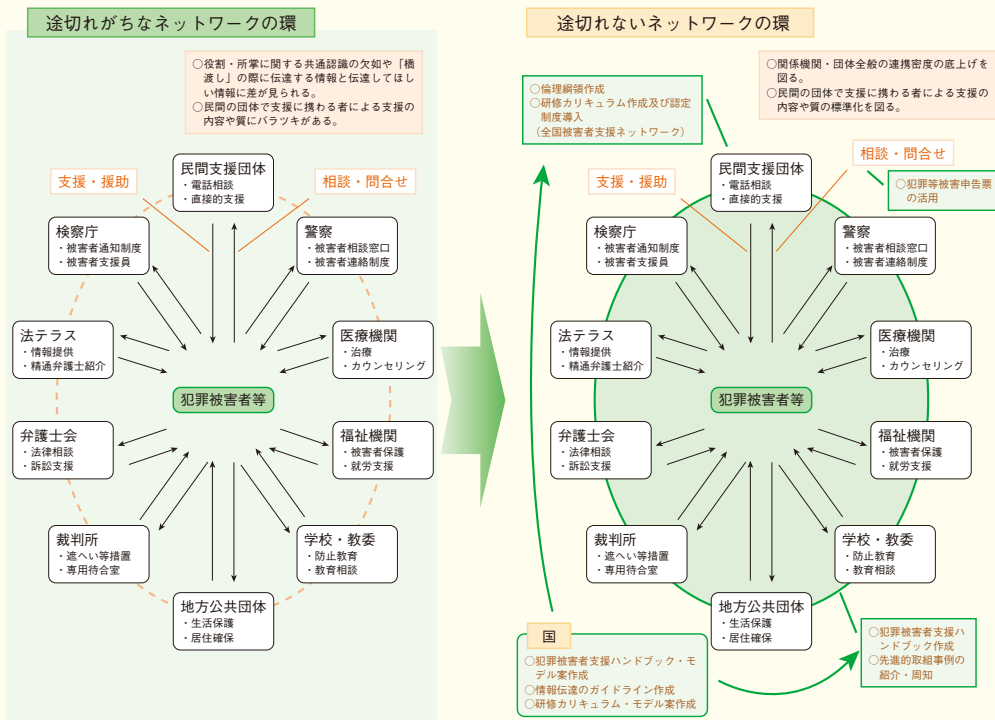 途切れがちなネットワークの環
○役割・所掌に関する共通認識の欠如や「橋
渡し」の際に伝達する情報と伝達してほし
い情報に差が見られる。
○民間の団体で支援に携わる者による支援の
内容や質にバラツキがある。
支援・援助
相談・問合せ
民間支援団体
・電話相談
・直接的支援
検察庁
・被害者通知制度
・被害者支援員
警察
・被害者相談窓口
・被害者連絡制度
法テラス
・情報提供
・精通弁護士紹介
医療機関
・治療
・カウンセリング
犯罪被害者等
弁護士会
・法律相談
・訴訟支援
福祉機関
・被害者保護
・就労支援
裁判所
・遮へい等措置
・専用待合室
学校・教委
・防止教育
・教育相談
地方公共団体
・生活保護
・居住確保
途切れないネットワークの環
○関係機関・団体全般の連携密度の底上げを
図る。
○民間の団体で支援に携わる者による支援の
内容や質の標準化を図る。
○倫理綱領作成
○研修カリキュラム作成及び認定
制度導入
（全国被害者支援ネットワーク）
支援・援助
相談・問合せ
○犯罪等被害申告票
の活用
民間支援団体
・電話相談
・直接的支援
検察庁
・被害者通知制度
・被害者支援員
警察
・被害者相談窓口
・被害者連絡制度
法テラス
・情報提供
・精通弁護士紹介
医療機関
・治療
・カウンセリング
犯罪被害者等
弁護士会
・法律相談
・訴訟支援
福祉機関
・被害者保護
・就労支援
裁判所
・遮へい等措置
・専用待合室
学校・教委
・防止教育
・教育相談
地方公共団体
・生活保護
・居住確保
国
○犯罪被害者支援ハンドブック・モ
デル案作成
○情報伝達のガイドライン作成
○研修カリキュラム・モデル案作成
○犯罪被害者支援ハ
ンドブック作成
○先進的取組事例の
紹介・周知